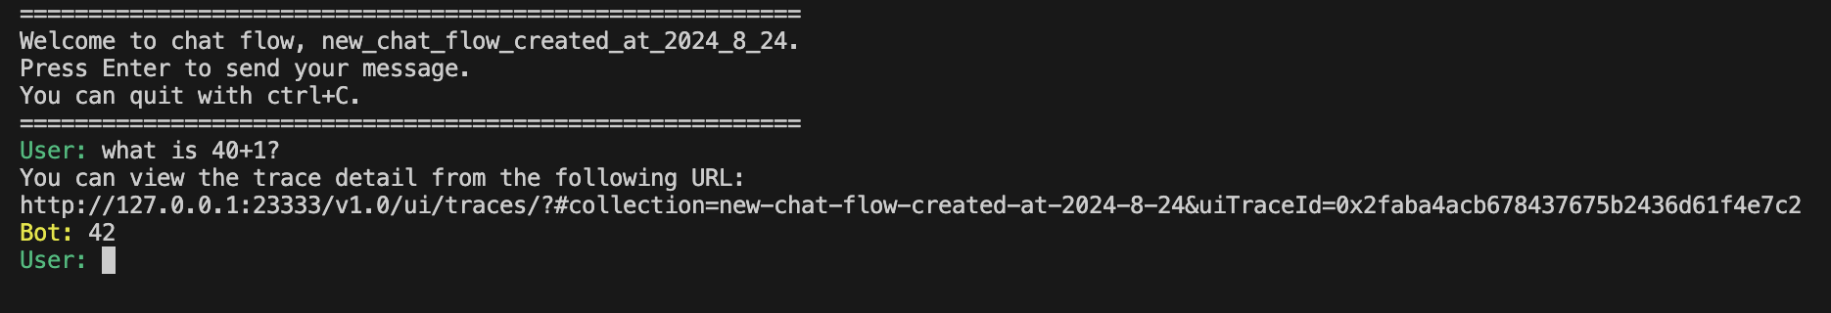 =========================================================
Welcome to chat flow, new_chat_flow_created_at_2024_8_24.
Press Enter to send your message.
You can quit with ctrl+C.
=========================================================
User: what is 40+1?
You can view the trace detail from the following URL:
http://127.0.0.1:23333/v1.0/ui/traces/?#collection=new-chat-flow-created-at-2024-8-24&uiTraceId=0x2faba4acb678437675b2436d61f4e7c2
Bot: 42
User: